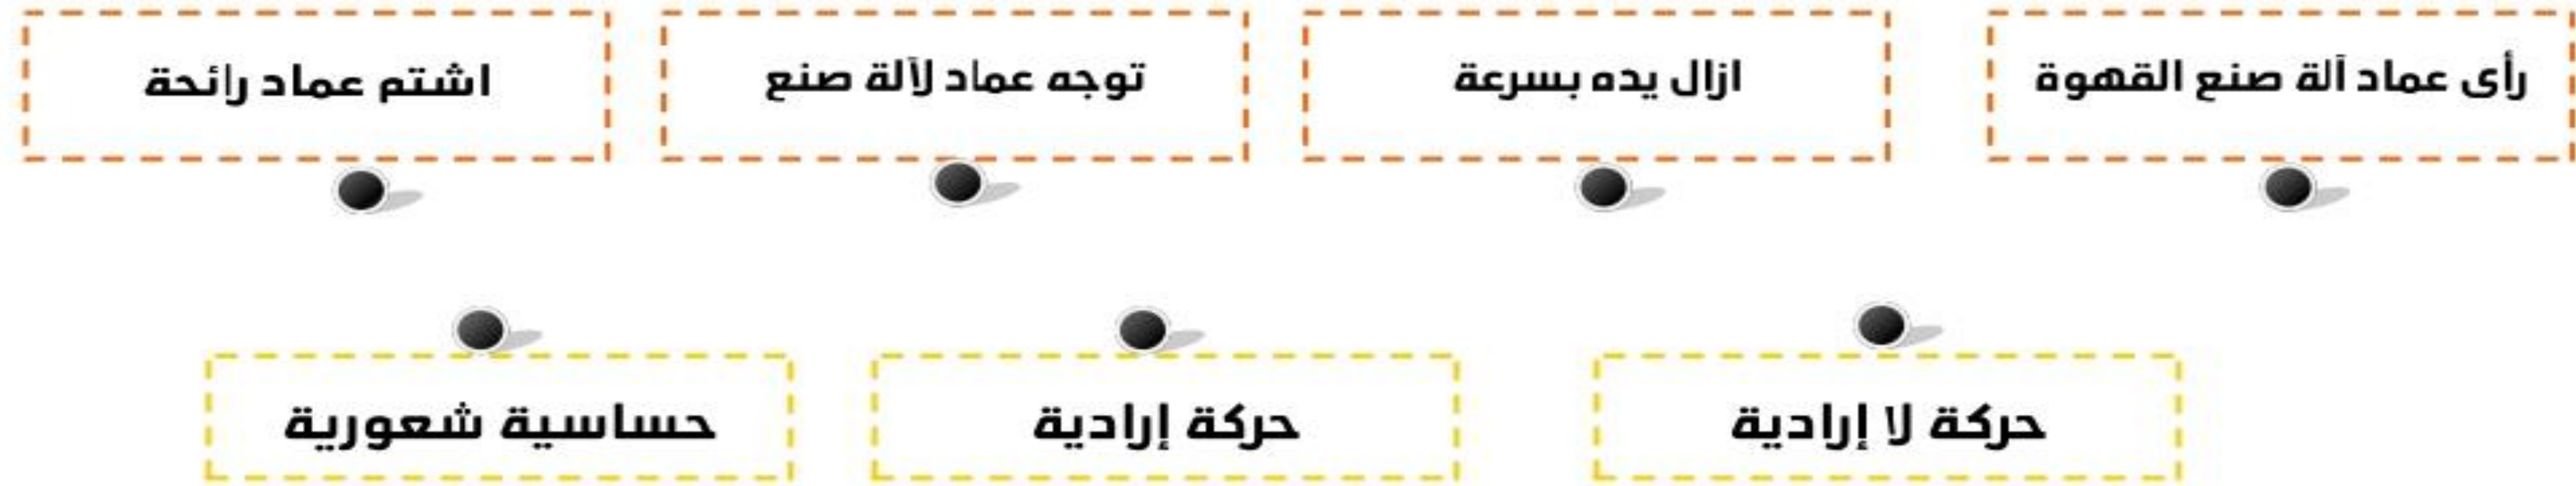 رأى عماد آلة صنع القهوة
ازال يده بسرعة
توجه عماد لآلة صنع
اشتم عماد رائحة
حركة لا إرادية
حركة إرادية
حساسية شعورية